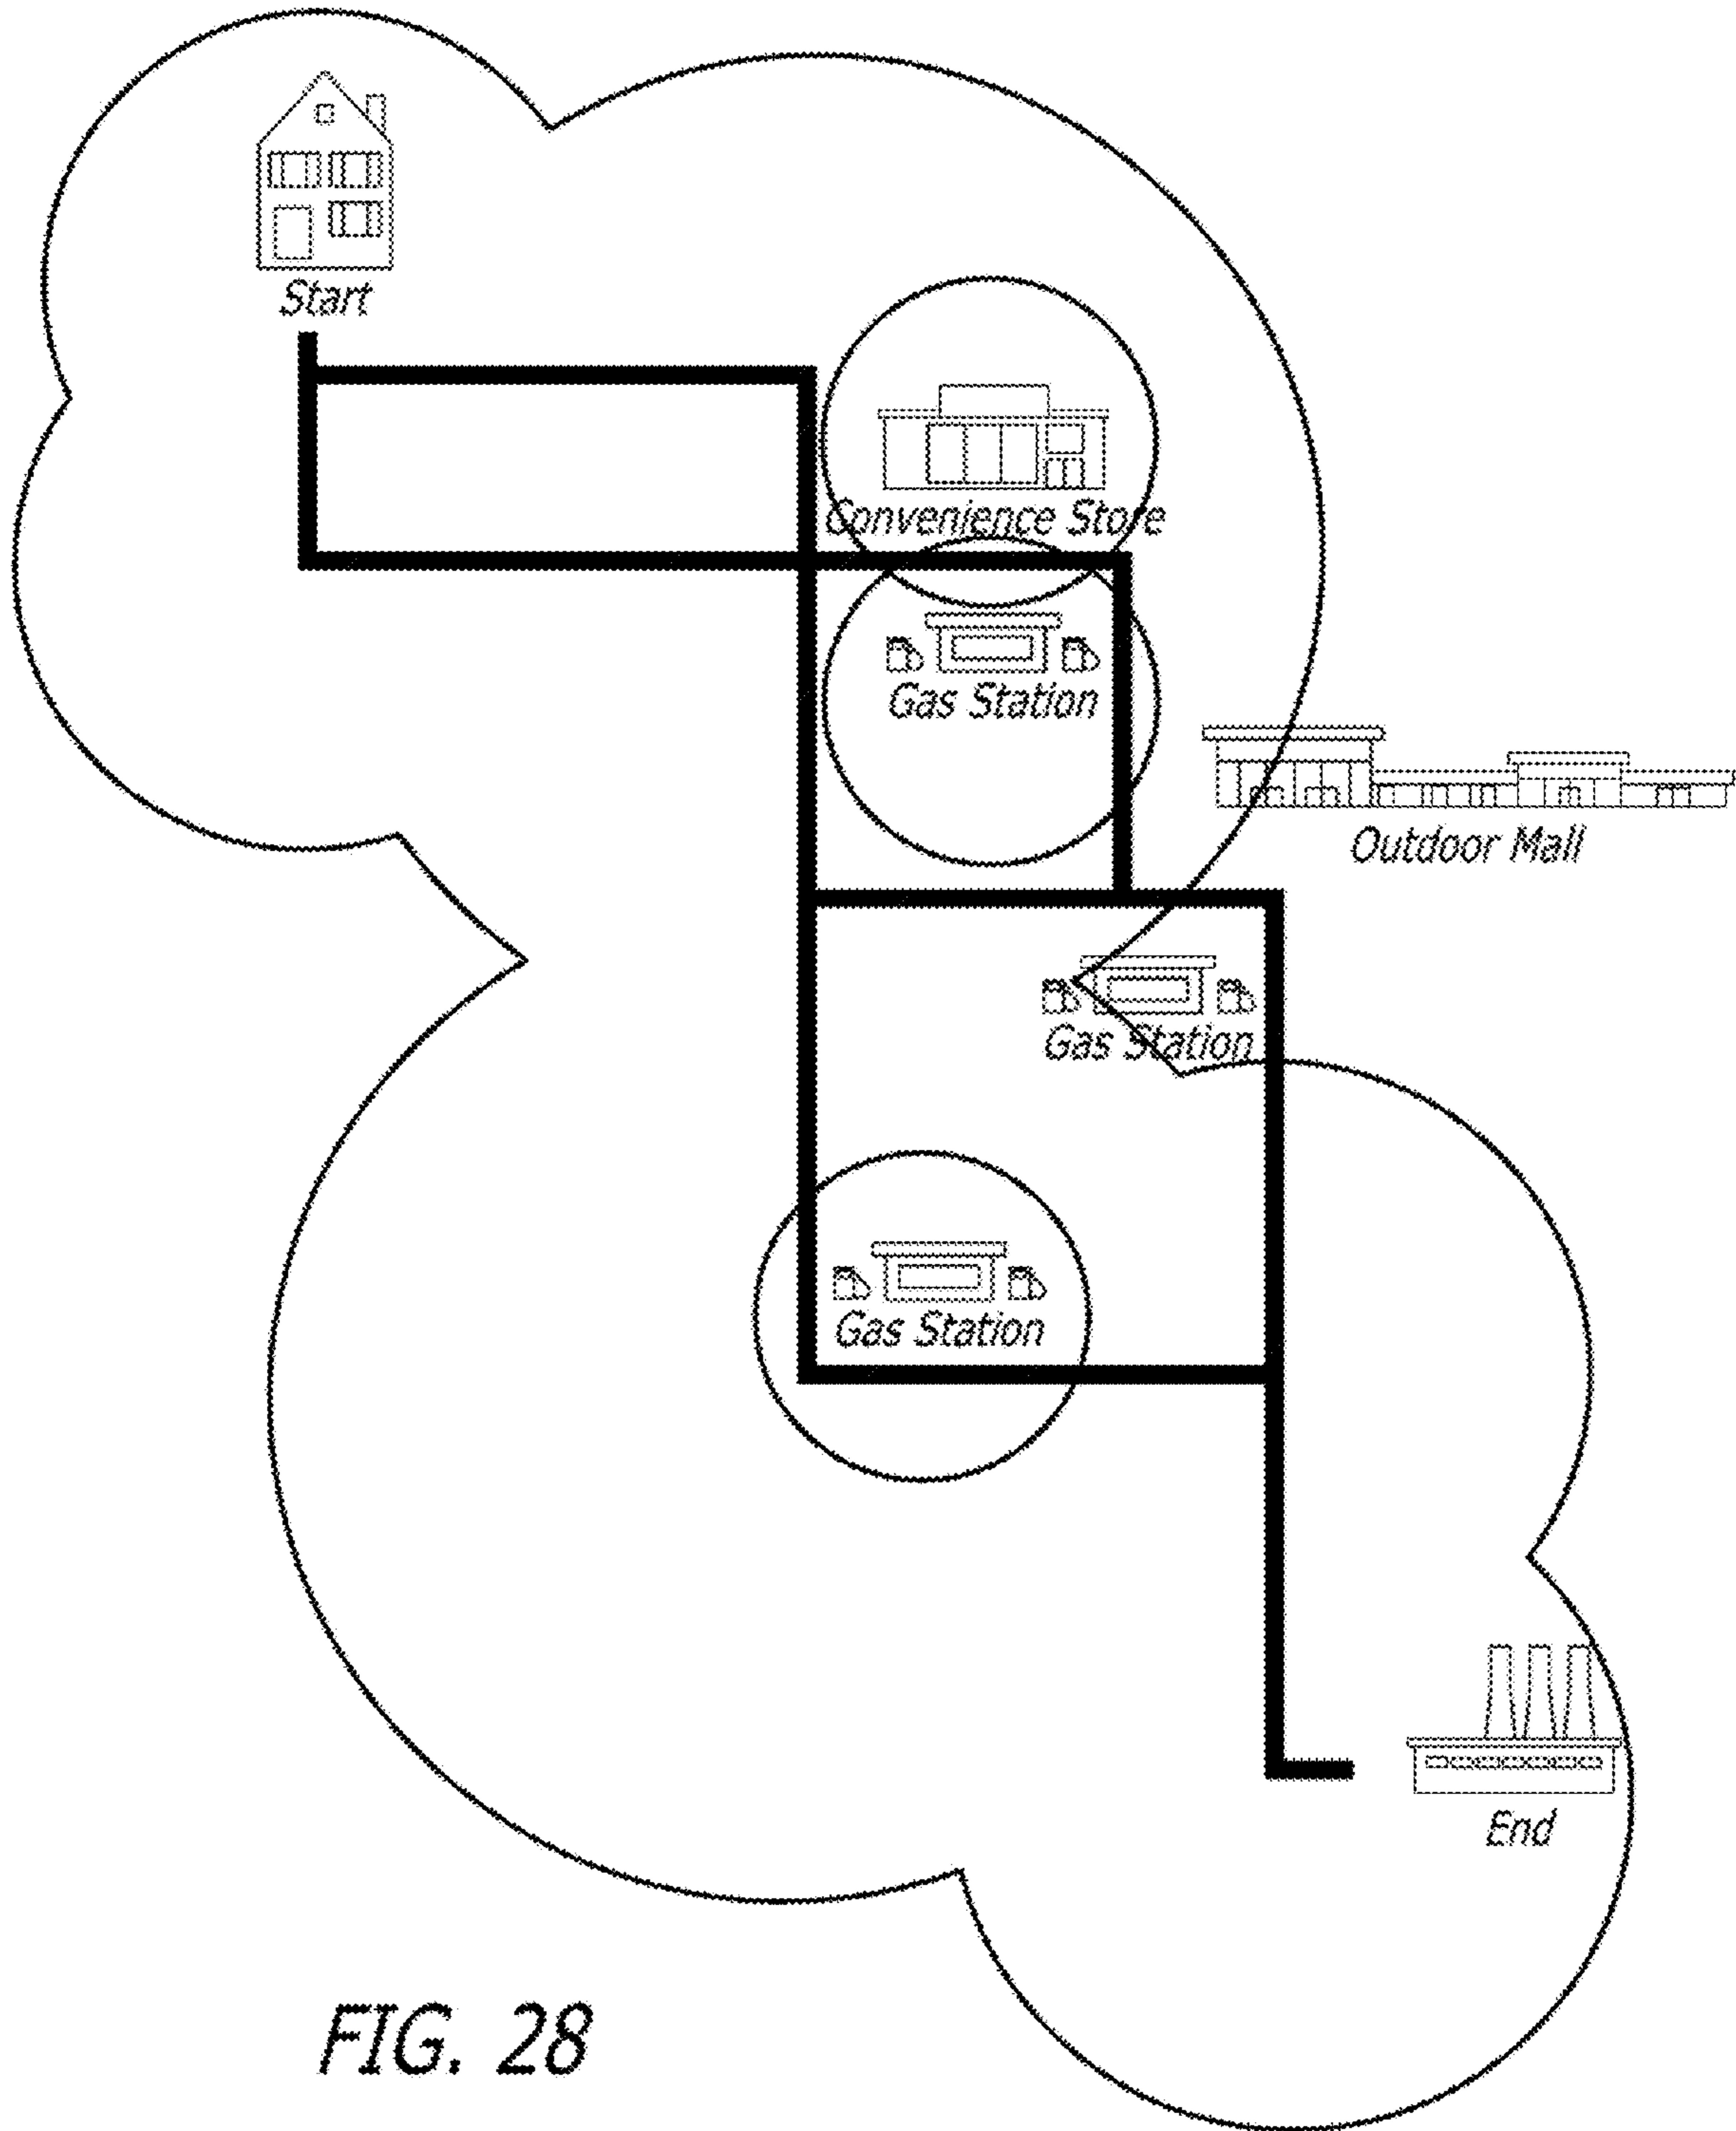 Start
Convenience Store
Gas Station
Outdoor Mall
Gas Station
Gas Station
End
FIG. 28